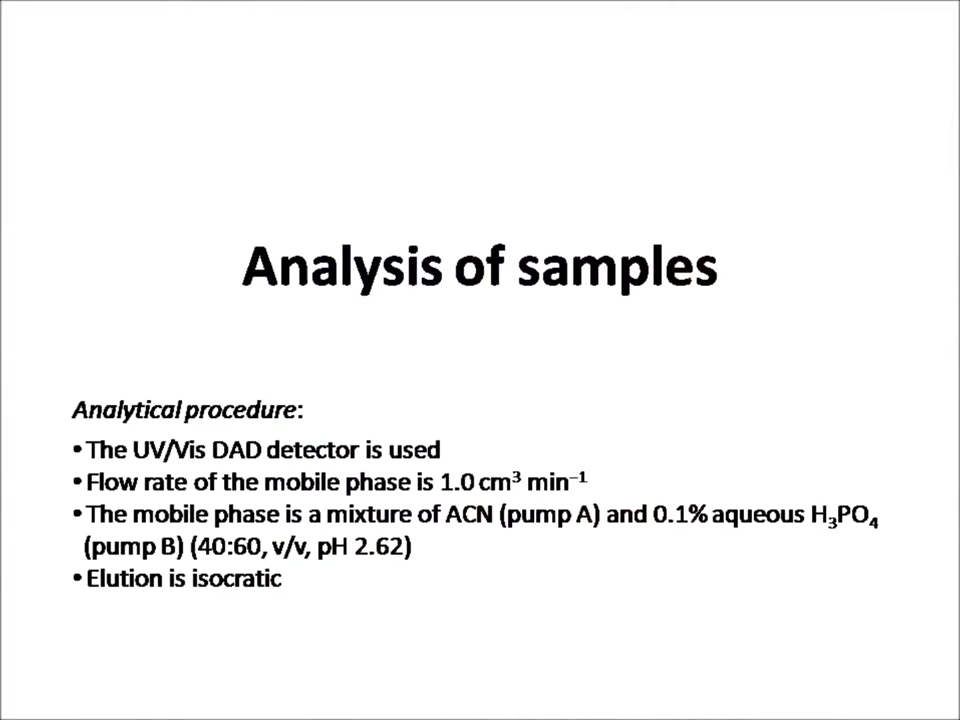 Analysis of samples
Analytical procedure:
• The UV/Vis DAD detector is used
• Flow rate of the mobile phase is 1.0 cm³ min⁻¹
• The mobile phase is a mixture of ACN (pump A) and 0.1% aqueous H₃PO₄
(pump B) (40:60, v/v, pH 2.62)
• Elution is isocratic